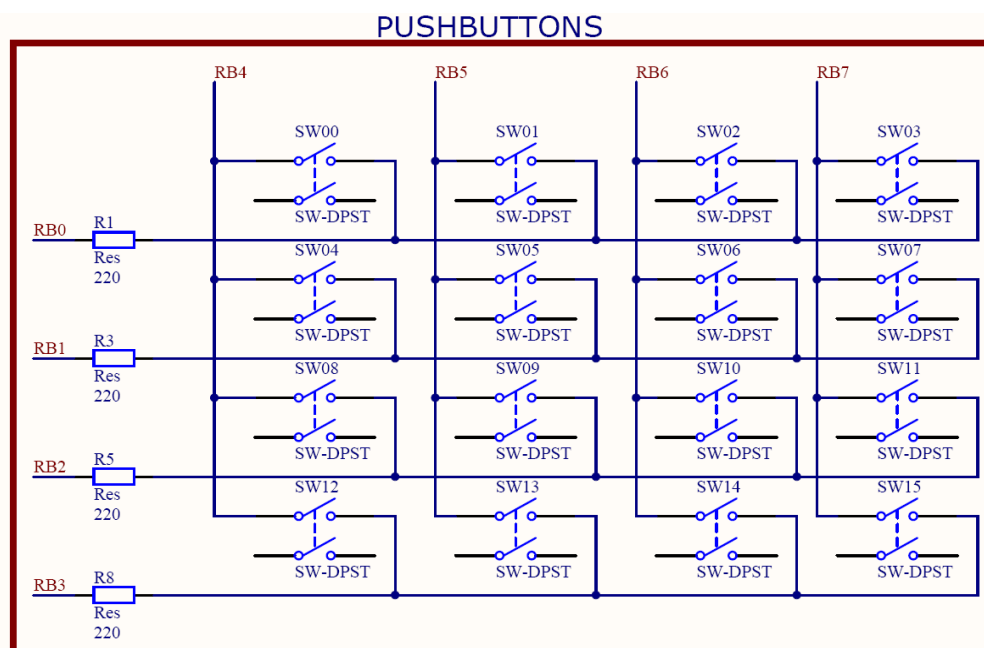 PUSHBUTTONS
RB4 RB5 RB6 RB7
SW00 SW01 SW02 SW03
SW-DPST SW-DPST SW-DPST SW-DPST
RB0 R1
Res
220
SW04 SW05 SW06 SW07
SW-DPST SW-DPST SW-DPST SW-DPST
RB1 R3
Res
220
SW08 SW09 SW10 SW11
SW-DPST SW-DPST SW-DPST SW-DPST
RB2 R5
Res
220
SW12 SW13 SW14 SW15
SW-DPST SW-DPST SW-DPST SW-DPST
RB3 R8
Res
220